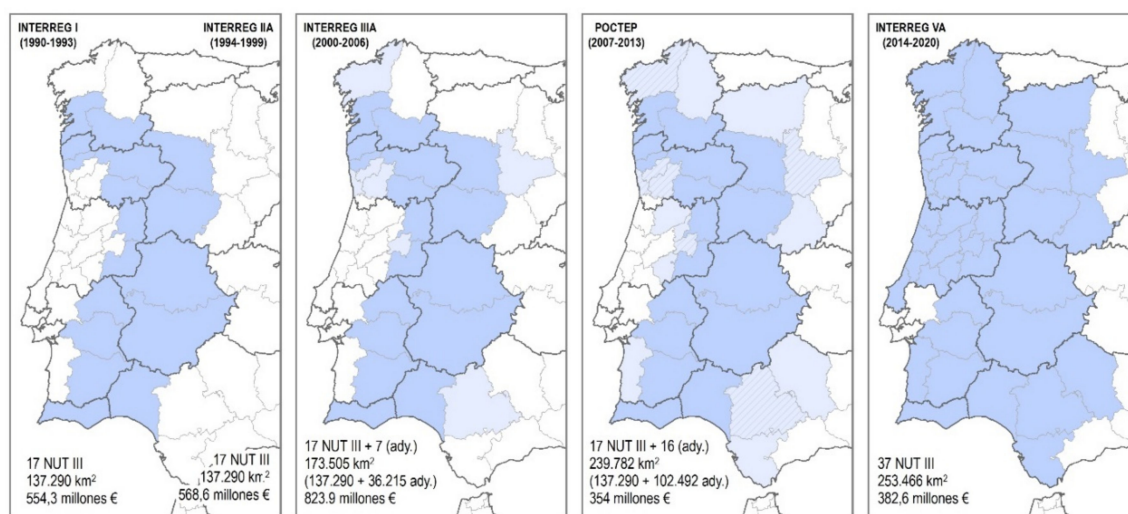 INTERREG I
(1990-1993)
INTERREG IIA
(1994-1999)
17 NUT III
137.290 km²
554,3 millones €
17 NUT III
137.290 km²
568,6 millones €
INTERREG IIIA
(2000-2006)
17 NUT III + 7 (ady.)
173.505 km²
(137.290 + 36.215 ady.)
823.9 millones €
POCTEP
(2007-2013)
17 NUT III + 16 (ady.)
239.782 km²
(137.290 + 102.492 ady.)
354 millones €
INTERREG VA
(2014-2020)
37 NUT III
253.466 km²
382,6 millones €